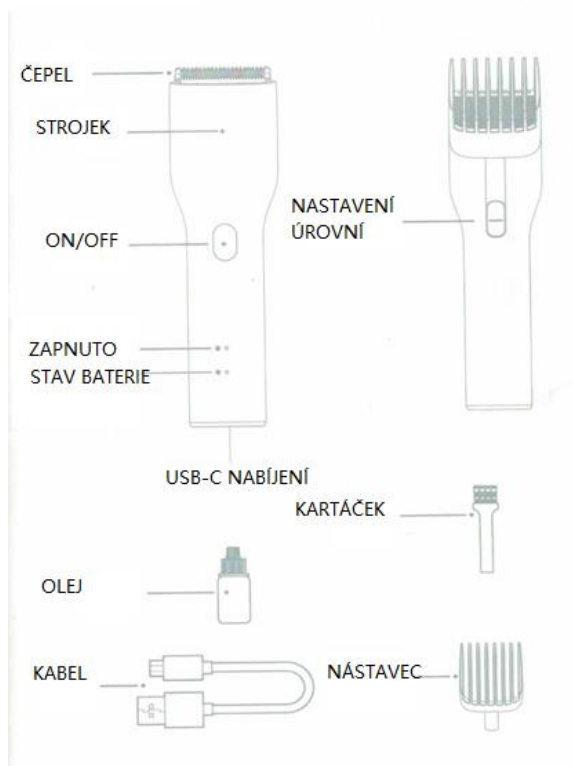 ČEPEL
STROJEK
ON/OFF
ZAPNUTO
STAV BATERIE
USB-C NABÍJENÍ
NASTAVENÍ
ÚROVNÍ
KARTÁČEK
OLEJ
KABEL
NÁSTAVEC